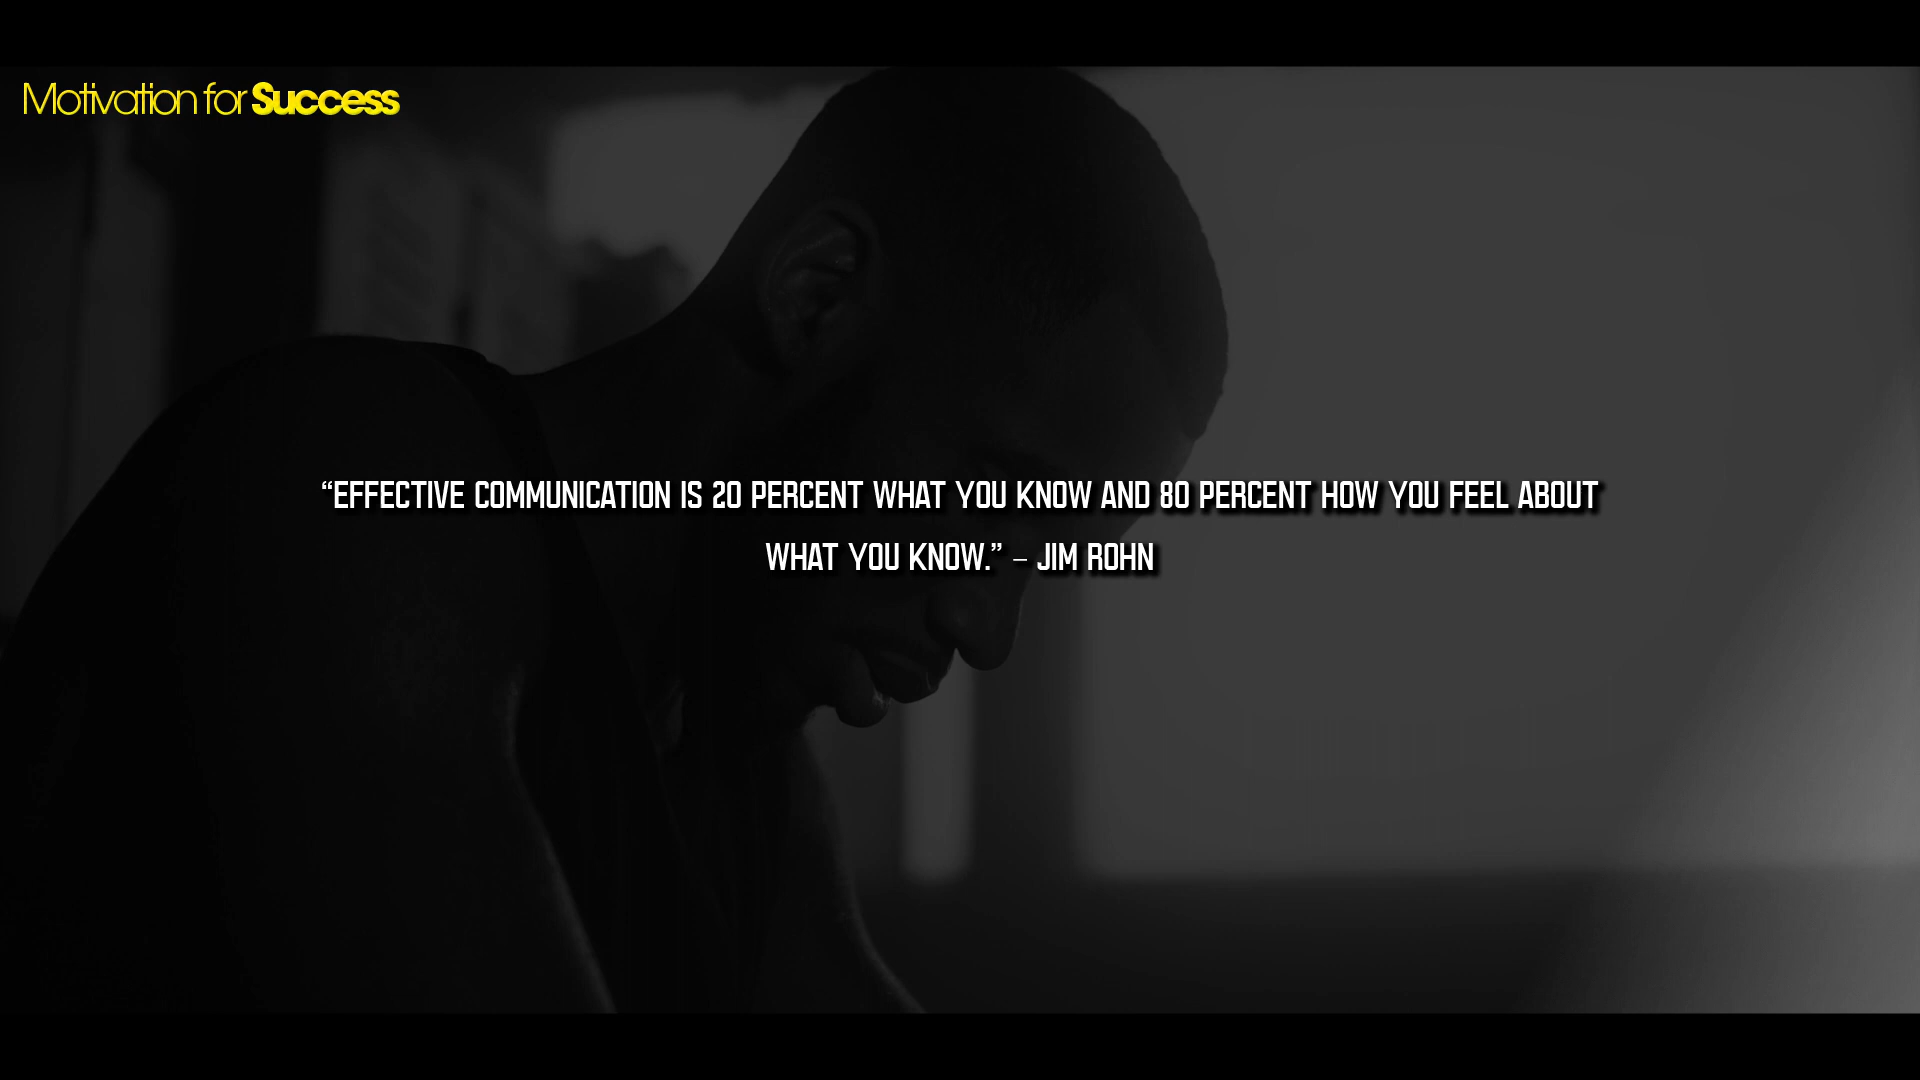 Motivation for Success
“EFFECTIVE COMMUNICATION IS 20 PERCENT WHAT YOU KNOW AND 80 PERCENT HOW YOU FEEL ABOUT
WHAT YOU KNOW.” – JIM ROHN